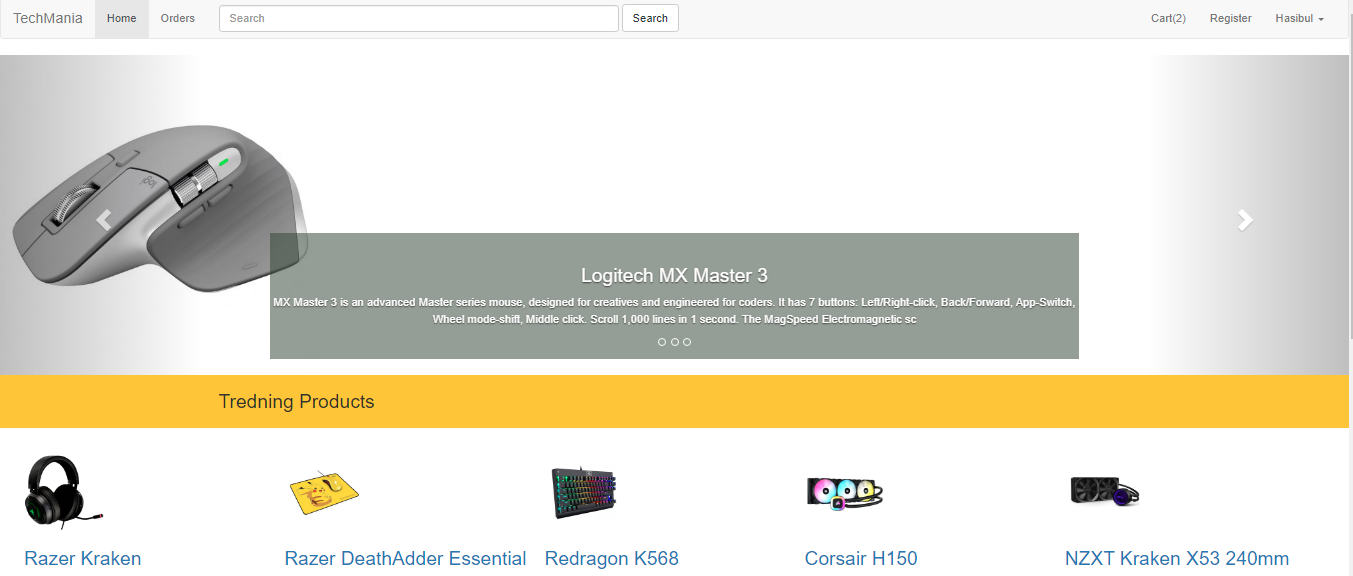 TechMania Home Orders Search Search Cart(2) Register Hasibul
Logitech MX Master 3
MX Master 3 is an advanced Master series mouse, designed for creatives and engineered for coders. It has 7 buttons: Left/Right-click, Back/Forward, App-Switch,
Wheel mode-shift, Middle click. Scroll 1,000 lines in 1 second. The MagSpeed Electromagnetic sc
Tredning Products
Razer Kraken Razer DeathAdder Essential Redragon K568 Corsair H150 NZXT Kraken X53 240mm